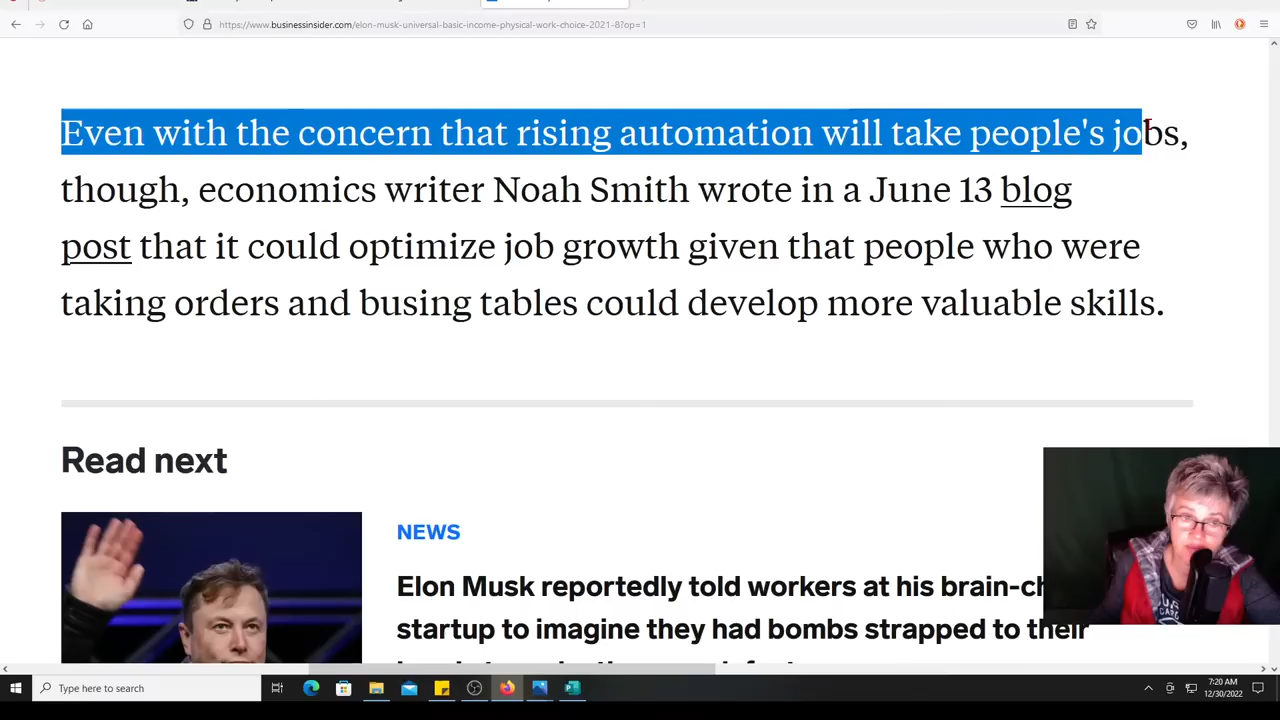 https://www.businessinsider.com/elon-musk-universal-basic-income-physical-work-choice-2021-8?op=1
Even with the concern that rising automation will take people's jobs,
though, economics writer Noah Smith wrote in a June 13 blog
post that it could optimize job growth given that people who were
taking orders and busing tables could develop more valuable skills.
Read next
NEWS
Elon Musk reportedly told workers at his brain-ch
startup to imagine they had bombs strapped to their
Type here to search
7:20 AM
12/30/2022